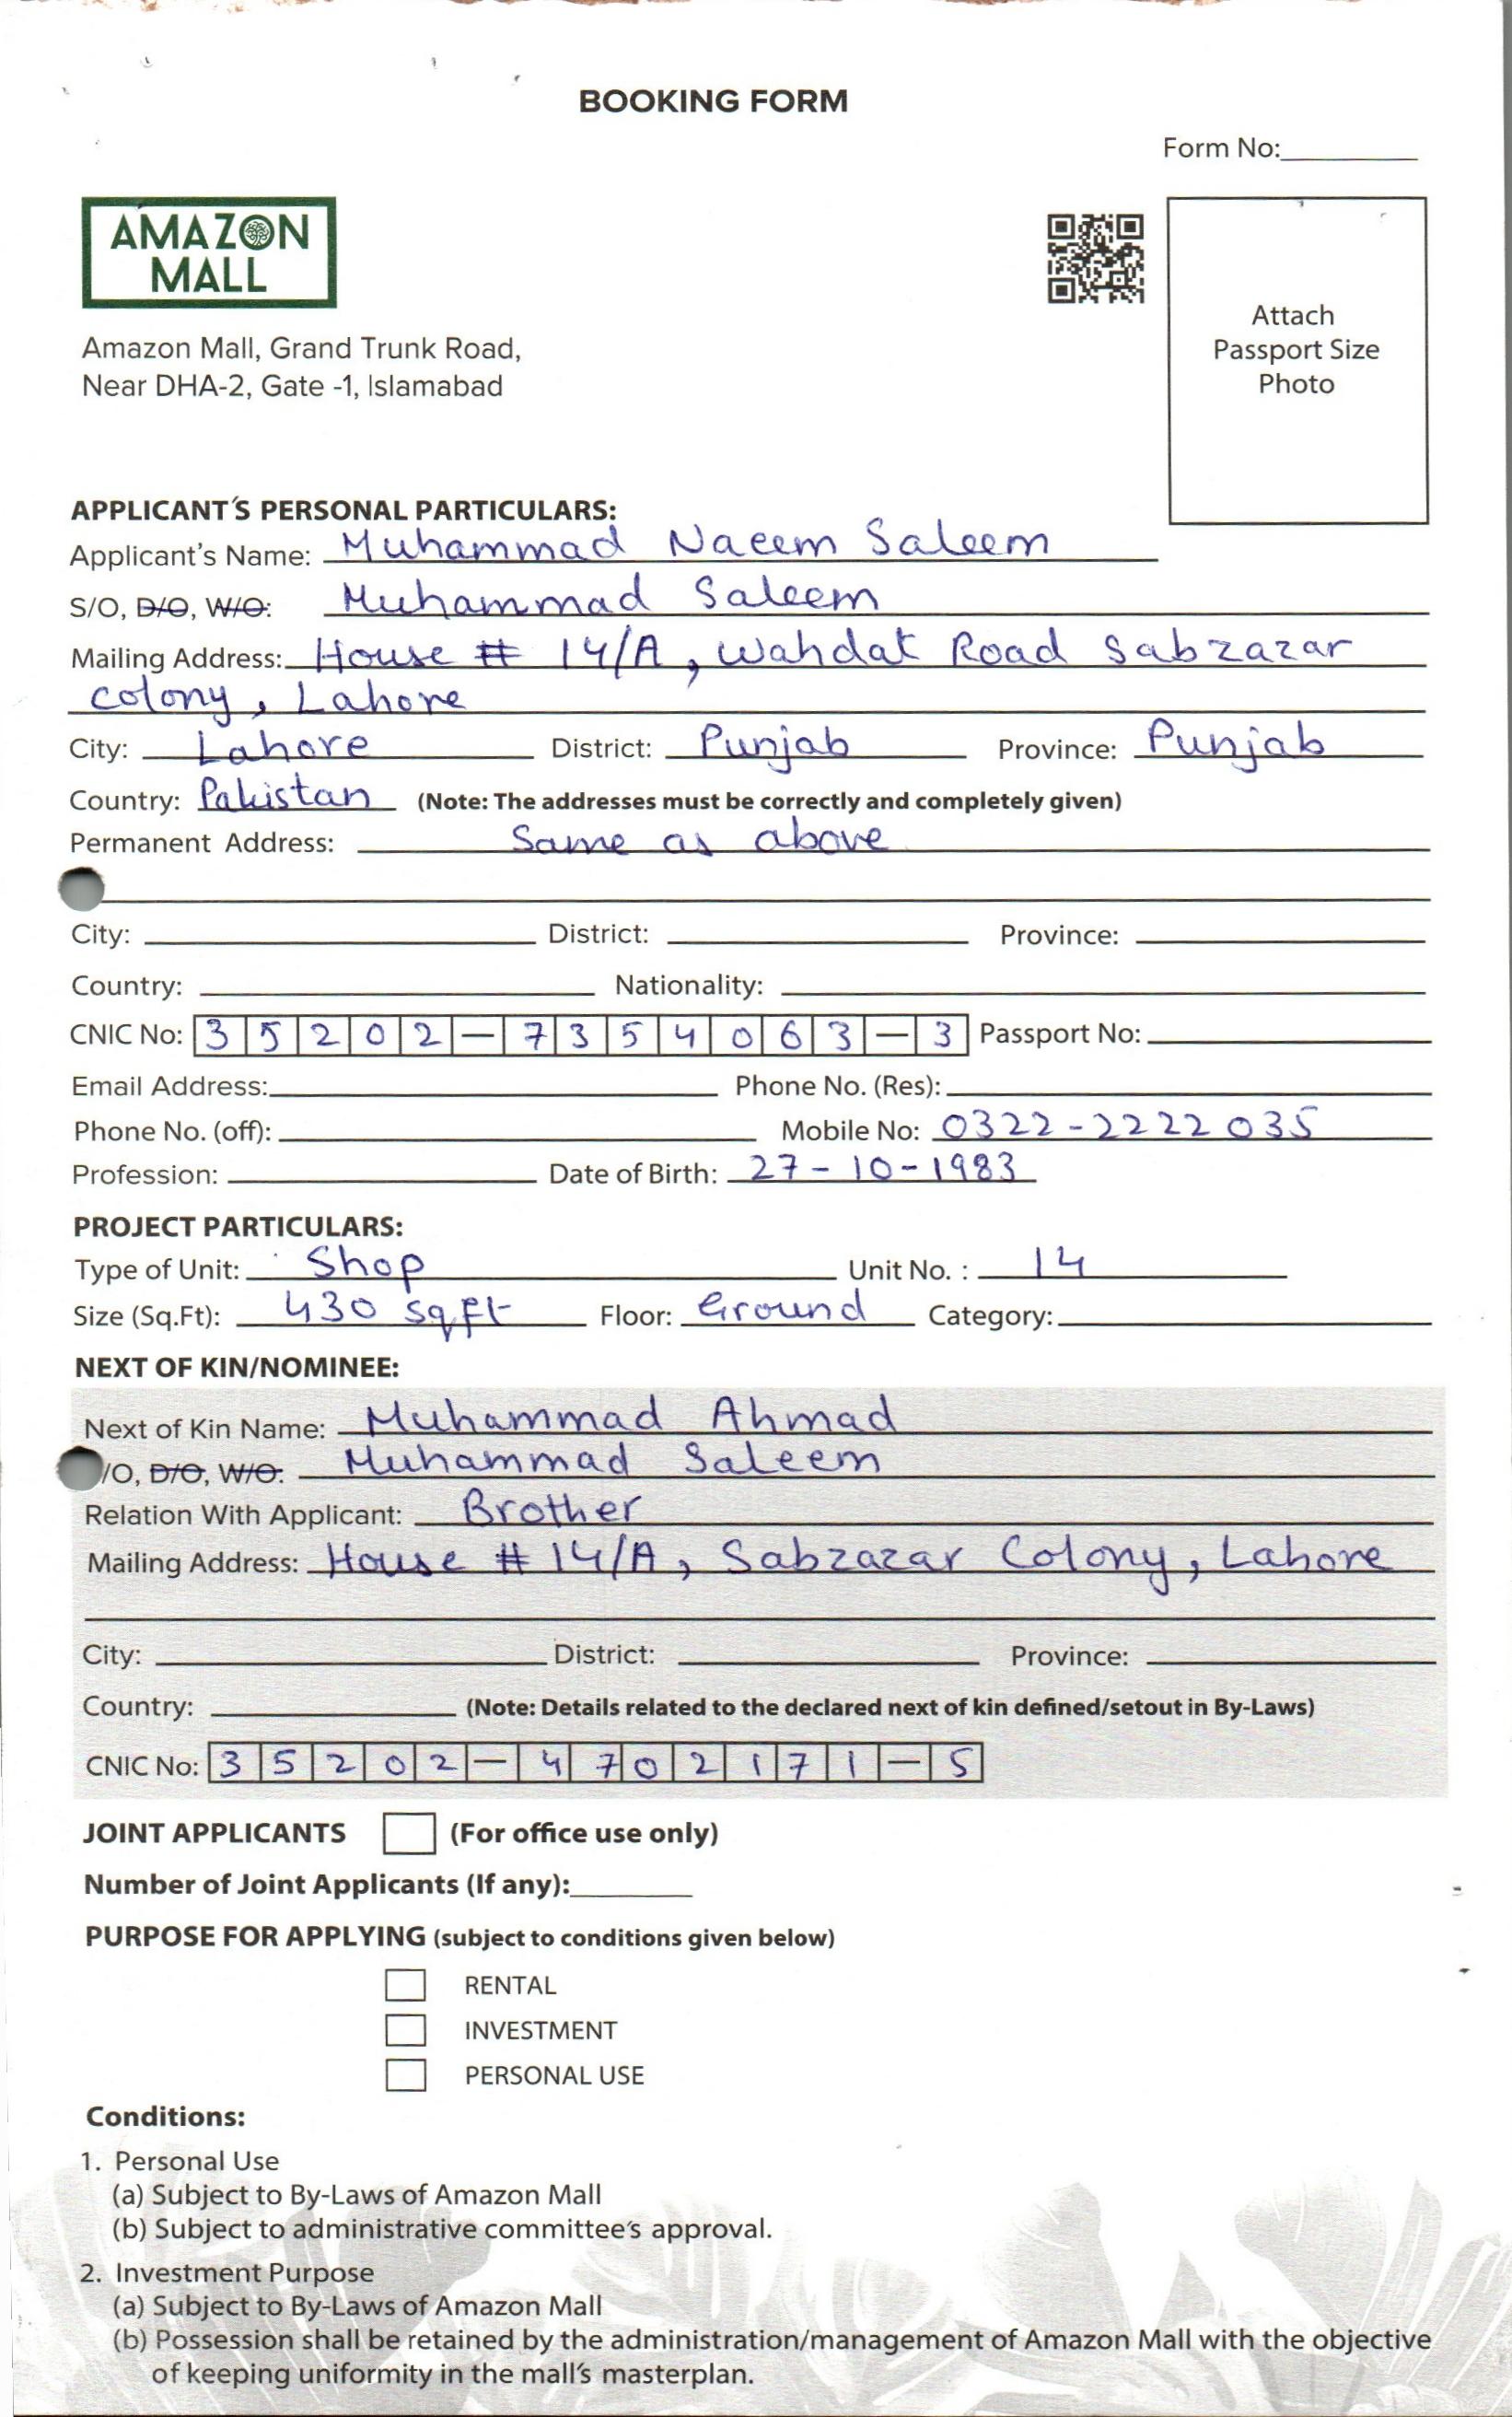 BOOKING FORM
Form No:
AMAZON
MALL
Attach
Passport Size
Photo
Amazon Mall, Grand Trunk Road,
Near DHA-2, Gate -1, Islamabad
APPLICANT'S PERSONAL PARTICULARS:
Applicant's Name: Muhammad Naeem Saleem
S/O, D/O, W/O: Muhammad Saleem
Mailing Address: House # 14/A, Wahdat Road Sabzazar
Colony, Lahore
City: Lahore District: Punjab Province: Punjab
Country: Pakistan (Note: The addresses must be correctly and completely given)
Permanent Address: Same as above
City: District: Province:
Country: Nationality:
CNIC No: 35202-7354063-3 Passport No:
Email Address: Phone No. (Res):
Phone No. (off): Mobile No: 0322-2222035
Profession: Date of Birth: 27-10-1983
PROJECT PARTICULARS:
Type of Unit: Shop Unit No. : 14
Size (Sq.Ft): 430 sqft Floor: Ground Category:
NEXT OF KIN/NOMINEE:
Next of Kin Name: Muhammad Ahmad
/O, D/O, W/O: Muhammad Saleem
Relation With Applicant: Brother
Mailing Address: House # 14/A, Sabzazar Colony, Lahore
City: District: Province:
Country: (Note: Details related to the declared next of kin defined/setout in By-Laws)
CNIC No: 35202-4702171-5
JOINT APPLICANTS (For office use only)
Number of Joint Applicants (If any):
PURPOSE FOR APPLYING (subject to conditions given below)
RENTAL
INVESTMENT
PERSONAL USE
Conditions:
1. Personal Use
(a) Subject to By-Laws of Amazon Mall
(b) Subject to administrative committee's approval.
2. Investment Purpose
(a) Subject to By-Laws of Amazon Mall
(b) Possession shall be retained by the administration/management of Amazon Mall with the objective
of keeping uniformity in the mall's masterplan.